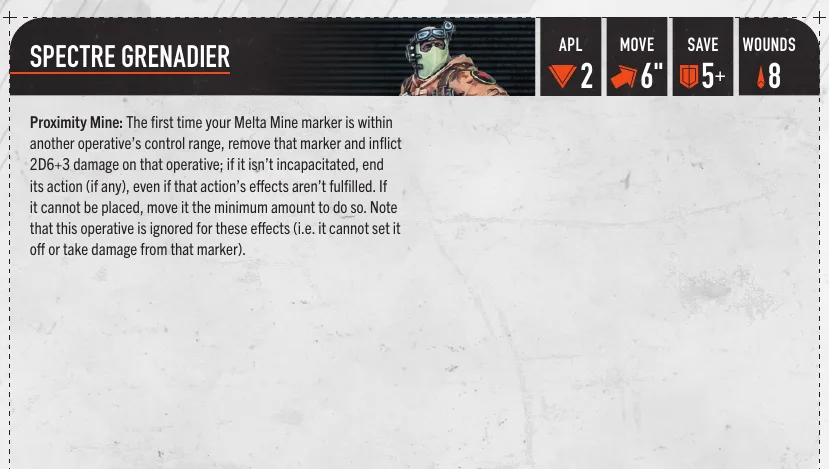 SPECTRE GRENADIER
APL
2
MOVE
6"
SAVE
5+
WOUNDS
8
Proximity Mine: The first time your Melta Mine marker is within
another operative's control range, remove that marker and inflict
2D6+3 damage on that operative; if it isn't incapacitated, end
its action (if any), even if that action's effects aren't fulfilled. If
it cannot be placed, move it the minimum amount to do so. Note
that this operative is ignored for these effects (i.e. it cannot set it
off or take damage from that marker).